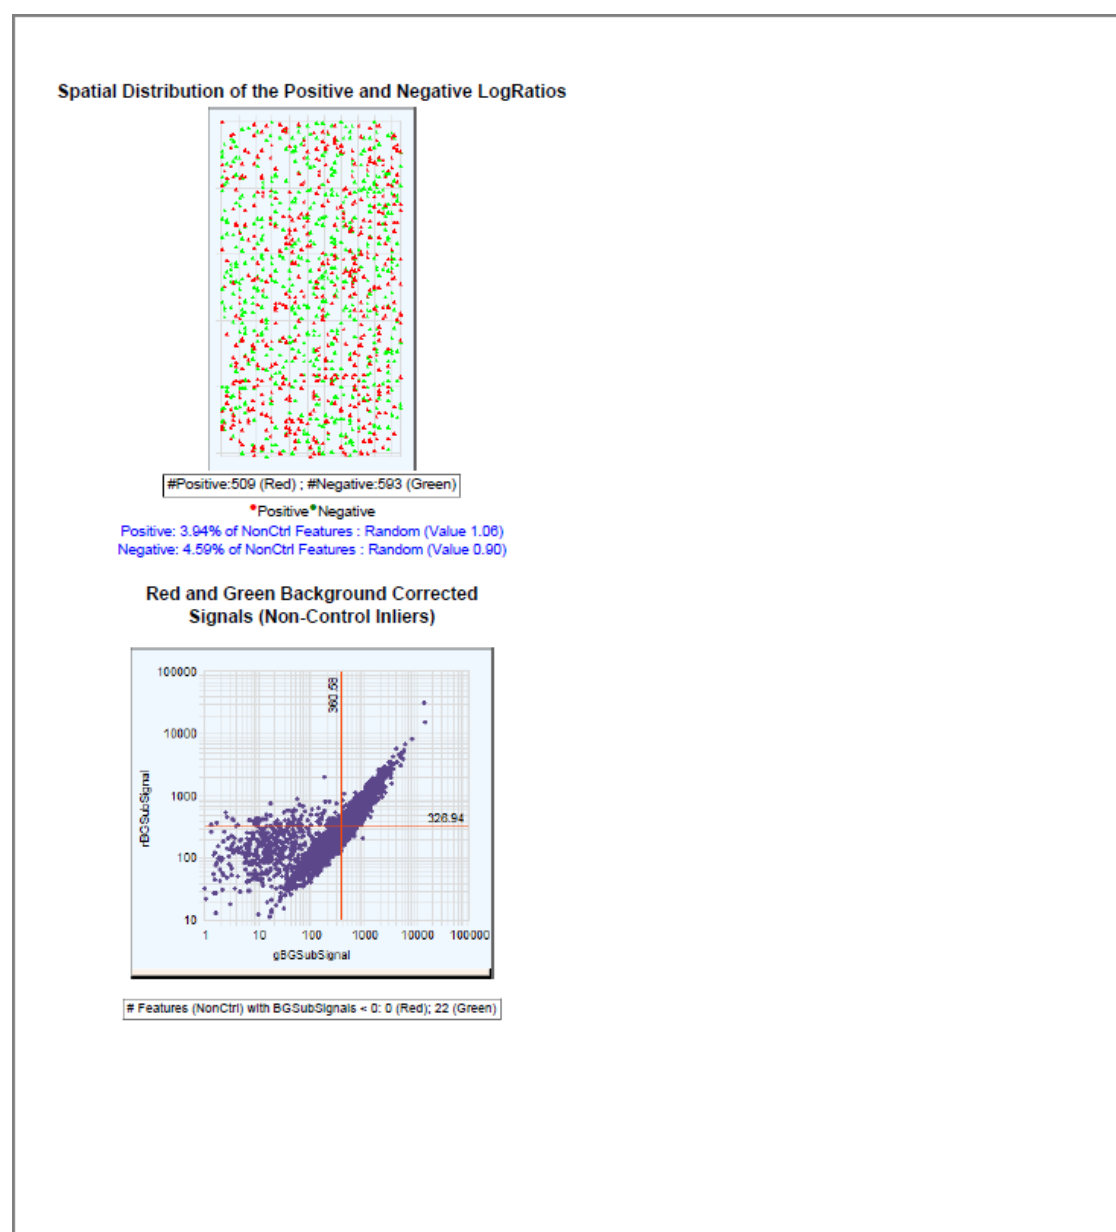 Spatial Distribution of the Positive and Negative LogRatios
#Positive:509 (Red) ; #Negative:593 (Green)
Positive Negative
Positive: 3.94% of NonCtrl Features : Random (Value 1.06)
Negative: 4.59% of NonCtrl Features : Random (Value 0.90)
Red and Green Background Corrected
Signals (Non-Control Inliers)
100000
10000
1000
100
10
rBGSubSignal
360.58
326.94
1 10 100 1000 10000 100000
gBGSubSignal
# Features (NonCtrl) with BGSubSignals < 0: 0 (Red); 22 (Green)